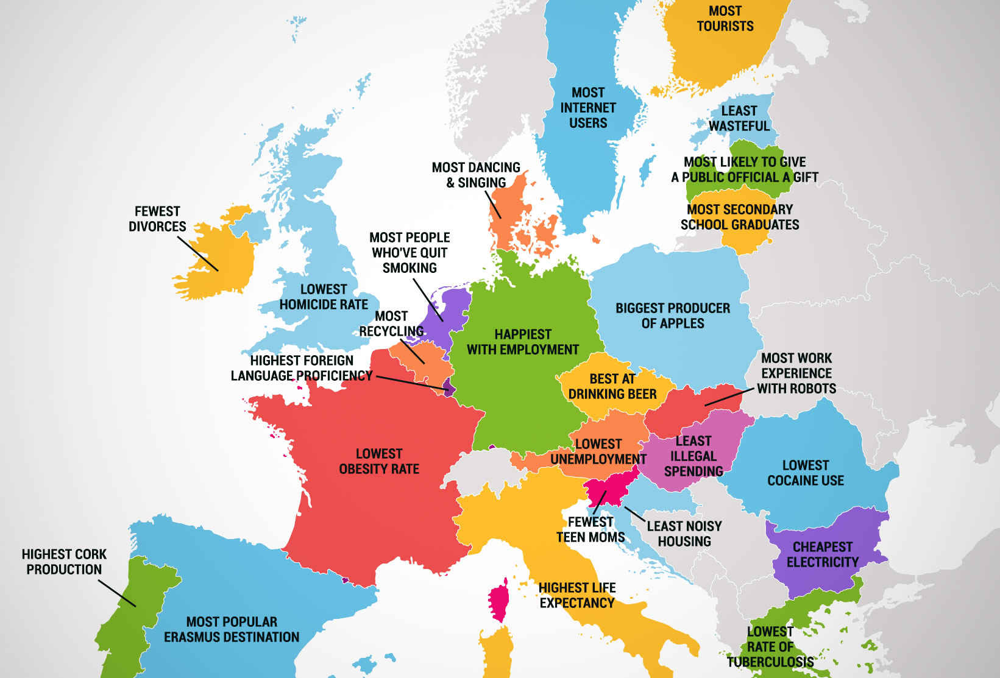 MOST
TOURISTS
MOST
INTERNET
USERS
LEAST
WASTEFUL
MOST LIKELY TO GIVE
A PUBLIC OFFICIAL A GIFT
MOST DANCING
& SINGING
MOST SECONDARY
SCHOOL GRADUATES
FEWEST
DIVORCES
MOST PEOPLE
WHO'VE QUIT
SMOKING
LOWEST
HOMICIDE RATE
MOST
RECYCLING
BIGGEST PRODUCER
OF APPLES
HAPPIEST
WITH EMPLOYMENT
HIGHEST FOREIGN
LANGUAGE PROFICIENCY
MOST WORK
EXPERIENCE
WITH ROBOTS
BEST AT
DRINKING BEER
LOWEST
UNEMPLOYMENT
LEAST
ILLEGAL
SPENDING
LOWEST
OBESITY RATE
LOWEST
COCAINE USE
FEWEST
TEEN MOMS
LEAST NOISY
HOUSING
CHEAPEST
ELECTRICITY
HIGHEST CORK
PRODUCTION
HIGHEST LIFE
EXPECTANCY
MOST POPULAR
ERASMUS DESTINATION
LOWEST
RATE OF
TUBERCULOSIS